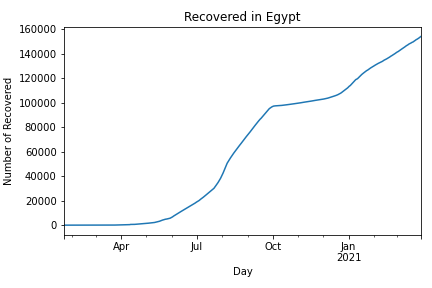 Recovered in Egypt
Number of Recovered
160000
140000
120000
100000
80000
60000
40000
20000
0
Apr
Jul
Oct
Jan
2021
Day